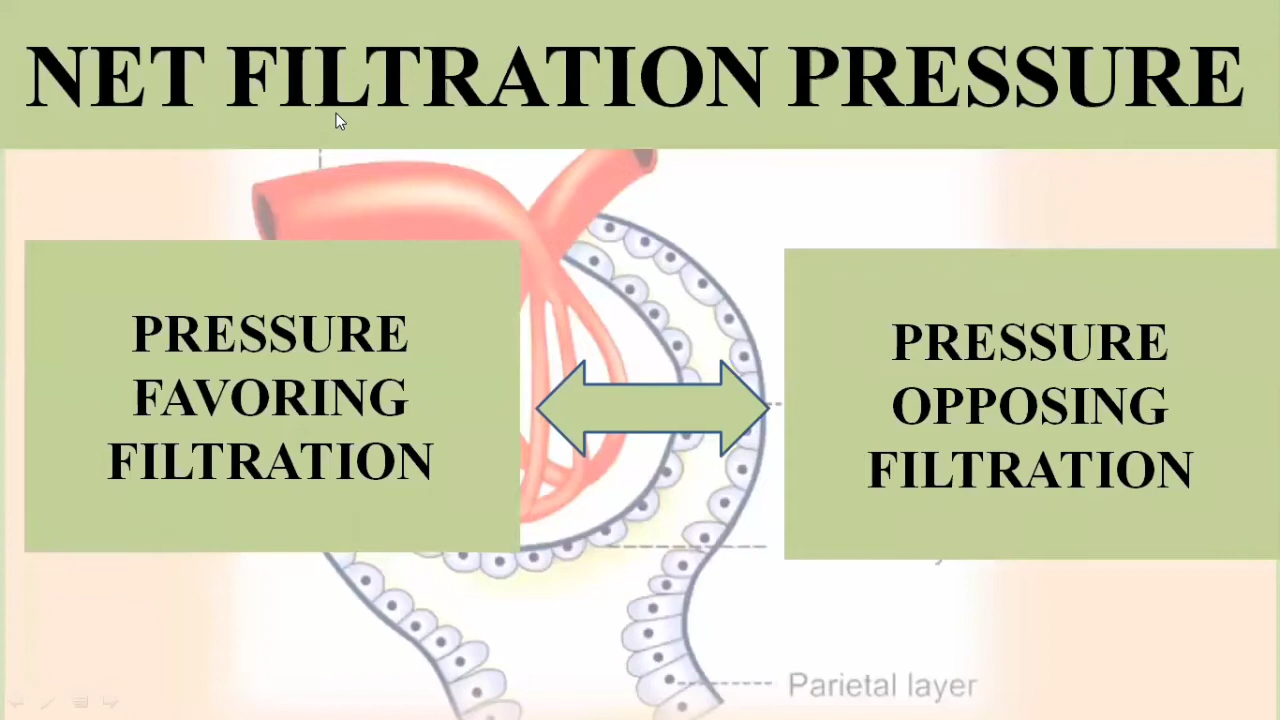 NET FILTRATION PRESSURE
PRESSURE
FAVORING
FILTRATION
PRESSURE
OPPOSING
FILTRATION
Parietal layer